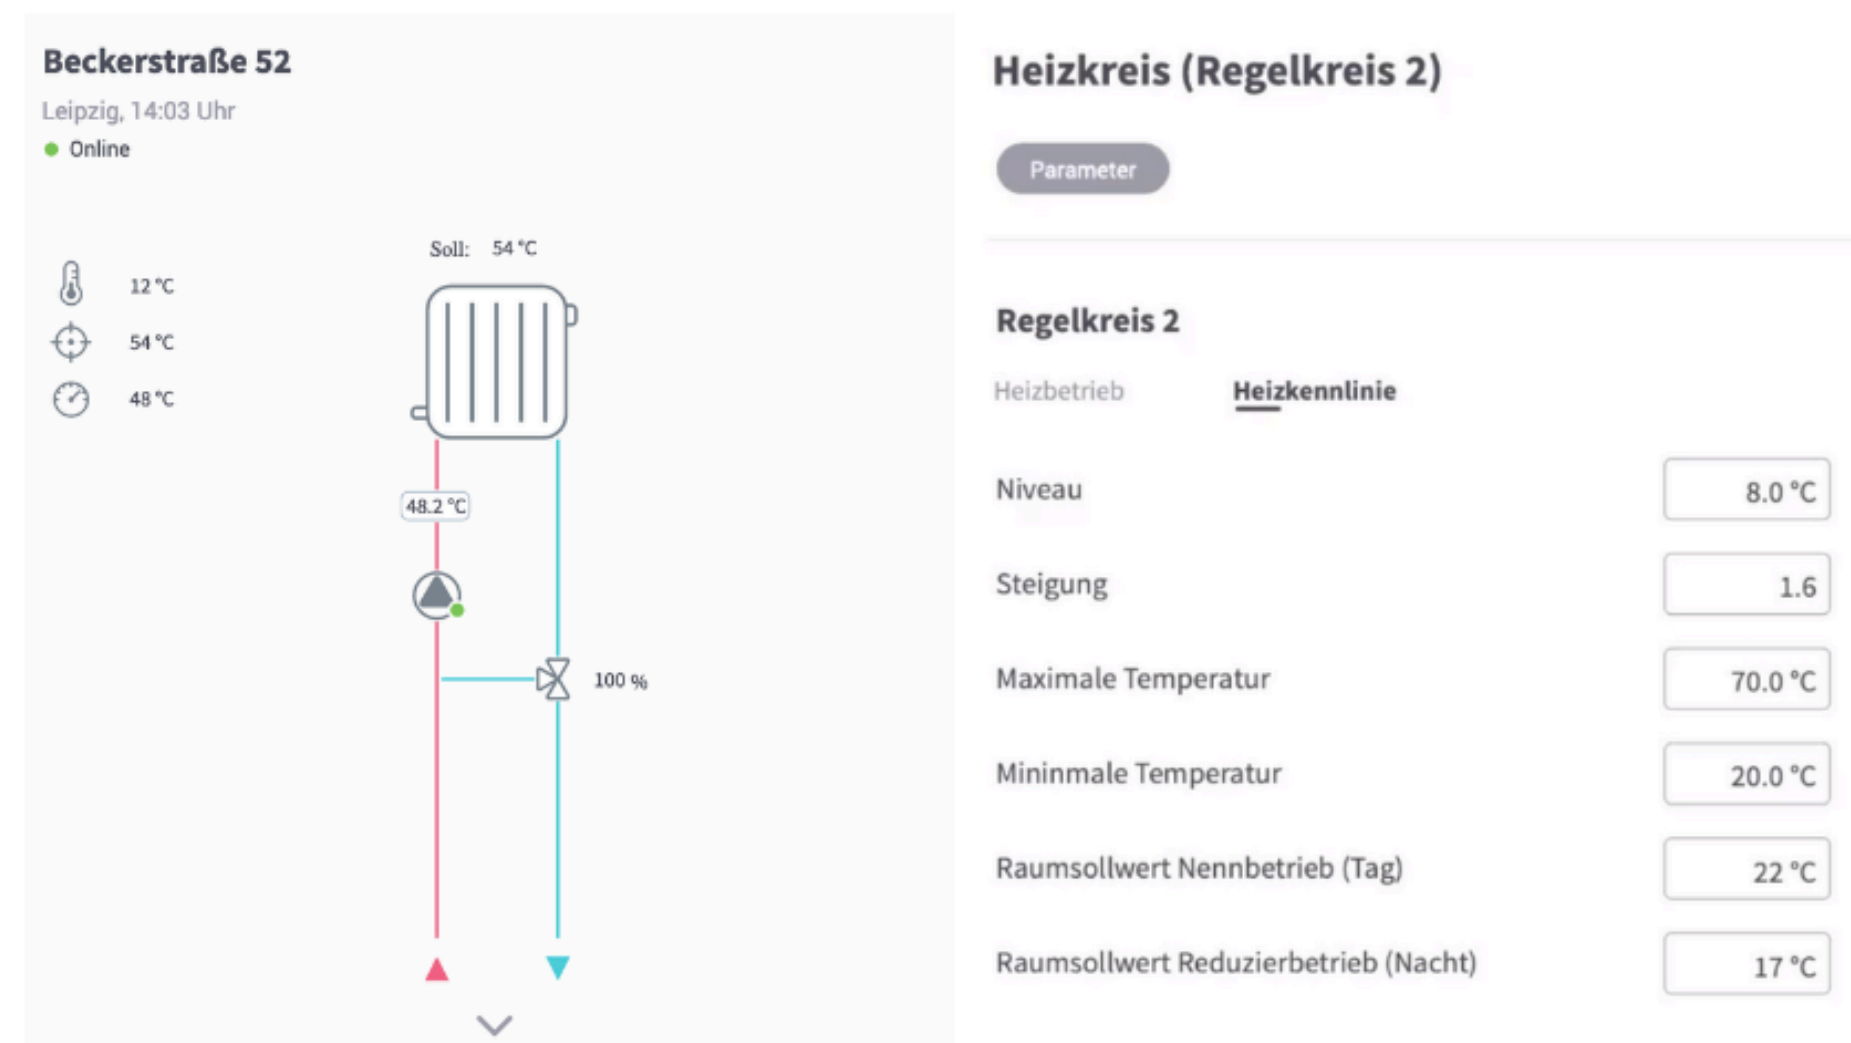 Beckerstraße 52
Leipzig, 14:03 Uhr
Online
12 °C
54 °C
48 °C
Soll: 54 °C
48.2 °C
100 %
Heizkreis (Regelkreis 2)
Parameter
Regelkreis 2
Heizbetrieb Heizkennlinie
Niveau 8.0 °C
Steigung 1.6
Maximale Temperatur 70.0 °C
Mininmale Temperatur 20.0 °C
Raumsollwert Nennbetrieb (Tag) 22 °C
Raumsollwert Reduzierbetrieb (Nacht) 17 °C